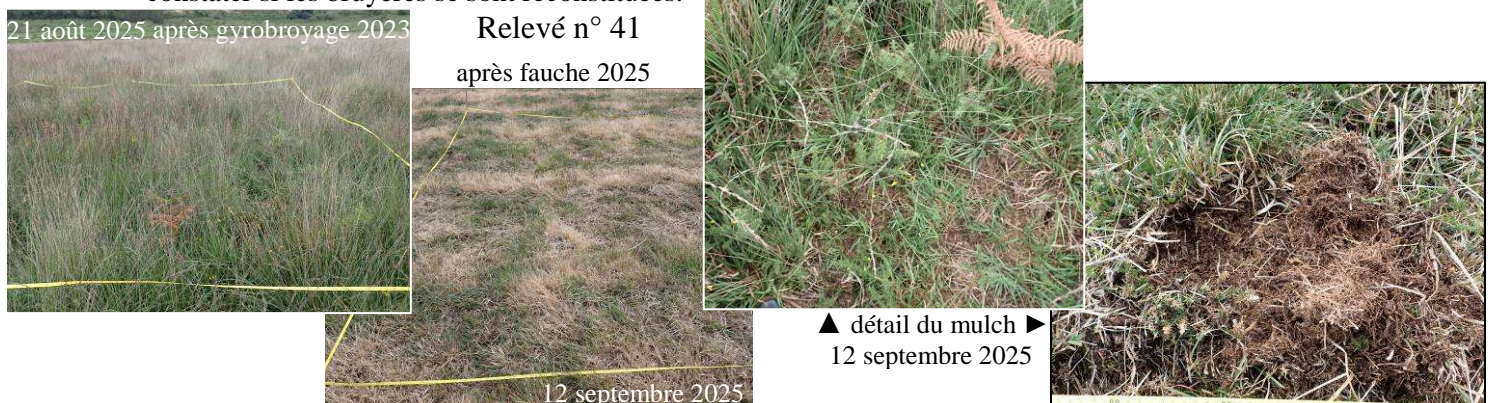 constater si les bruyères se sont reconstituées.
21 août 2025 après gyrobroyage 2023
Relevé n° 41
après fauche 2025
▲ détail du mulch ►
12 septembre 2025
12 septembre 2025